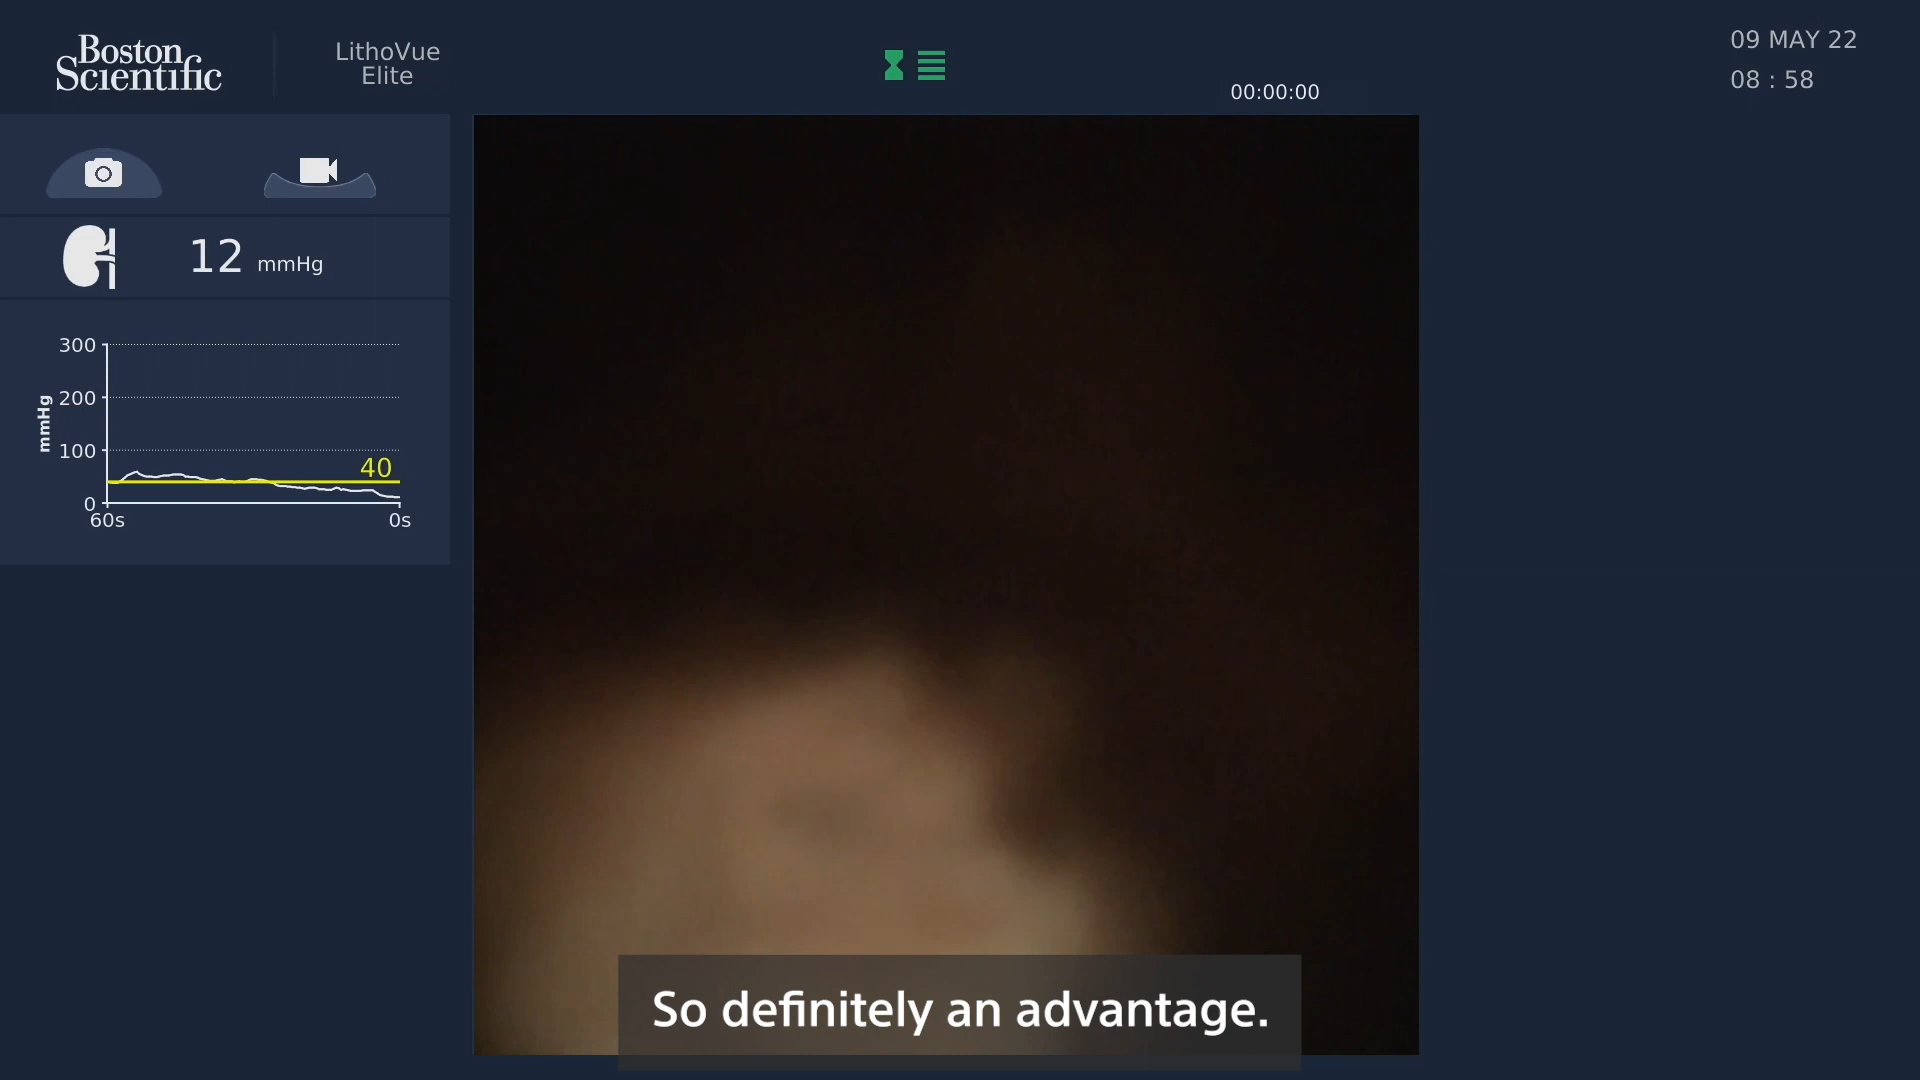 Boston
Scientific
LithoVue
Elite
00:00:00
09 MAY 22
08 : 58
12 mmHg
300
200
100
0
mmHg
40
60s
0s
So definitely an advantage.